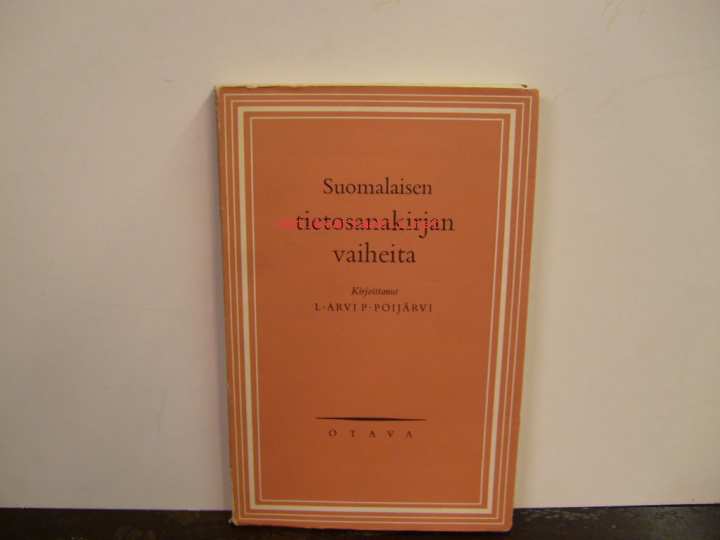 Suomalaisen
tietosanakirjan
vaiheita
Kirjoittanut
L·ARVI P·POIJÄRVI
OTAVA